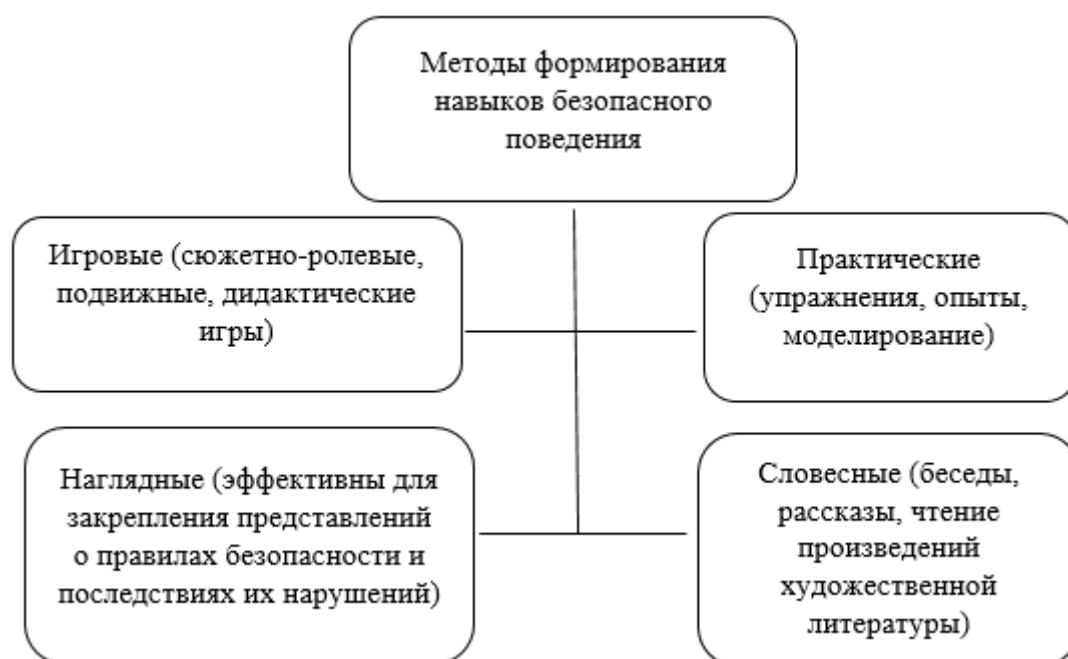 Методы формирования
навыков безопасного
поведения
Игровые (сюжетно-ролевые,
подвижные, дидактические
игры)
Практические
(упражнения, опыты,
моделирование)
Наглядные (эффективны для
закрепления представлений
о правилах безопасности и
последствиях их нарушений)
Словесные (беседы,
рассказы, чтение
произведений
художественной
литературы)